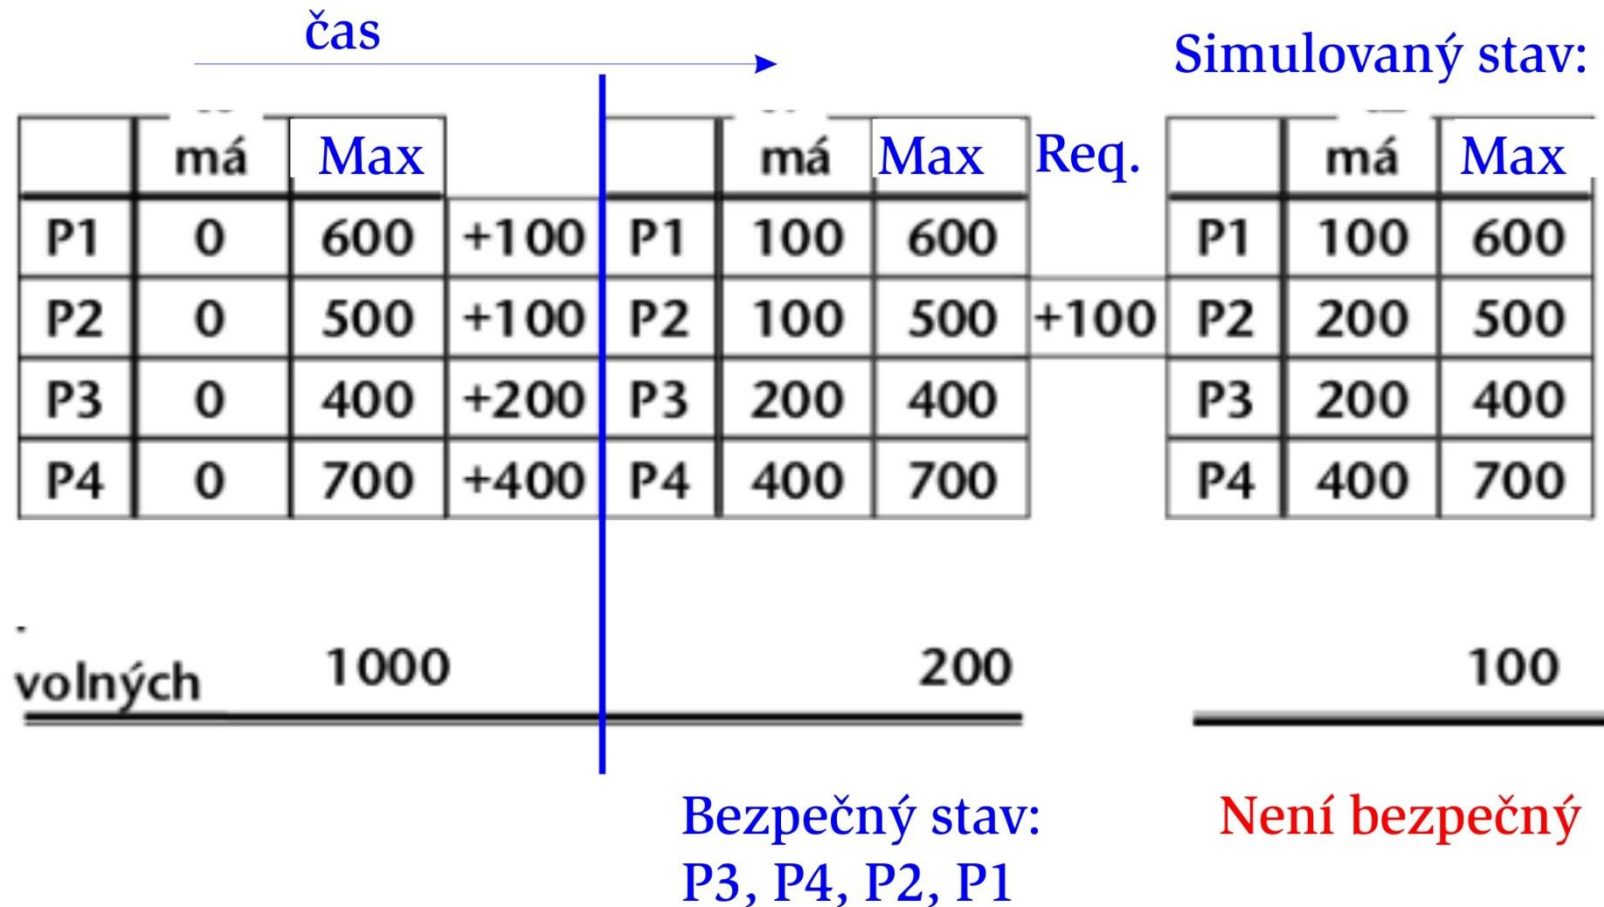 čas
Simulovaný stav:
má Max má Max Req. má Max
P1 0 600 +100 P1 100 600 P1 100 600
P2 0 500 +100 P2 100 500 +100 P2 200 500
P3 0 400 +200 P3 200 400 P3 200 400
P4 0 700 +400 P4 400 700 P4 400 700
volných 1000 200 100
Bezpečný stav: Není bezpečný
P3, P4, P2, P1